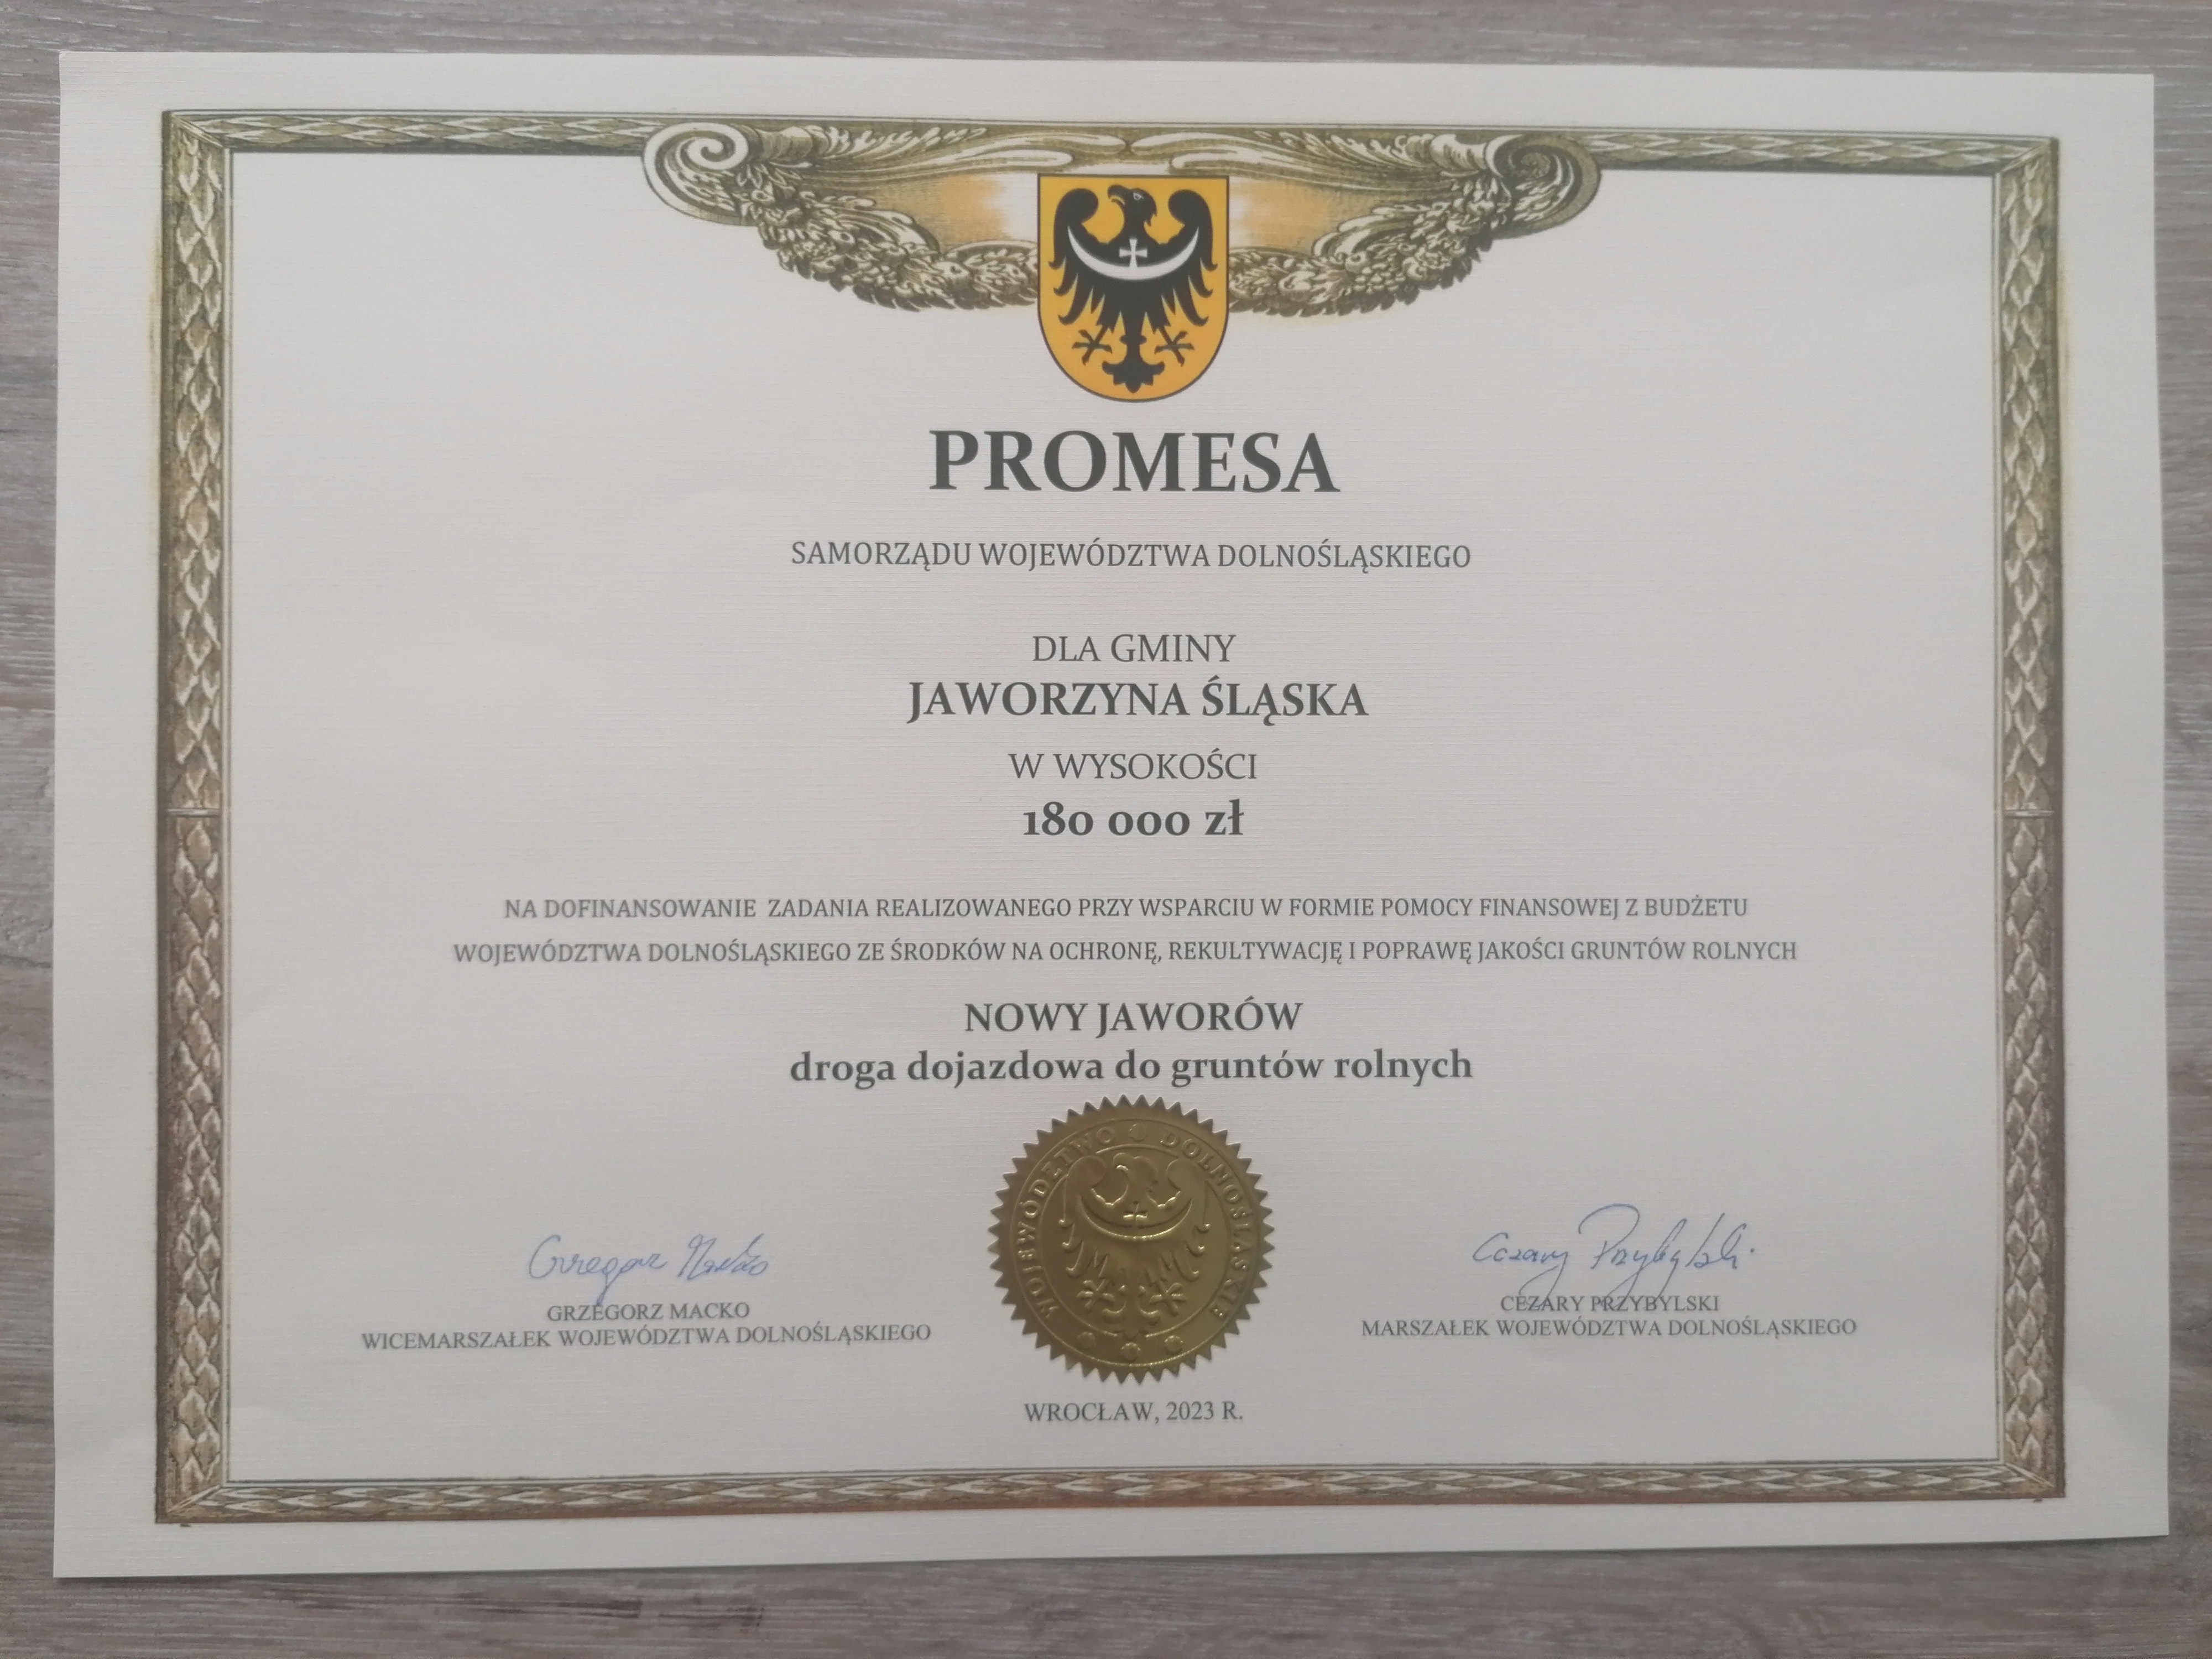 PROMESA
SAMORZĄDU WOJEWÓDZTWA DOLNOŚLĄSKIEGO
DLA GMINY
JAWORZYNA ŚLĄSKA
W WYSOKOŚCI
180 000 zł
NA DOFINANSOWANIE ZADANIA REALIZOWANEGO PRZY WSPARCIU W FORMIE POMOCY FINANSOWEJ Z BUDŻETU
WOJEWÓDZTWA DOLNOŚLĄSKIEGO ZE ŚRODKÓW NA OCHRONĘ, REKULTYWACJĘ I POPRAWĘ JAKOŚCI GRUNTÓW ROLNYCH
NOWY JAWORÓW
droga dojazdowa do gruntów rolnych
WOJEWÓDZTWO DOLNOŚLĄSKIE
Grzegorz Macko
GRZEGORZ MACKO
WICEMARSZAŁEK WOJEWÓDZTWA DOLNOŚLĄSKIEGO
Cezary Przybylski
CEZARY PRZYBYLSKI
MARSZAŁEK WOJEWÓDZTWA DOLNOŚLĄSKIEGO
WROCŁAW, 2023 R.